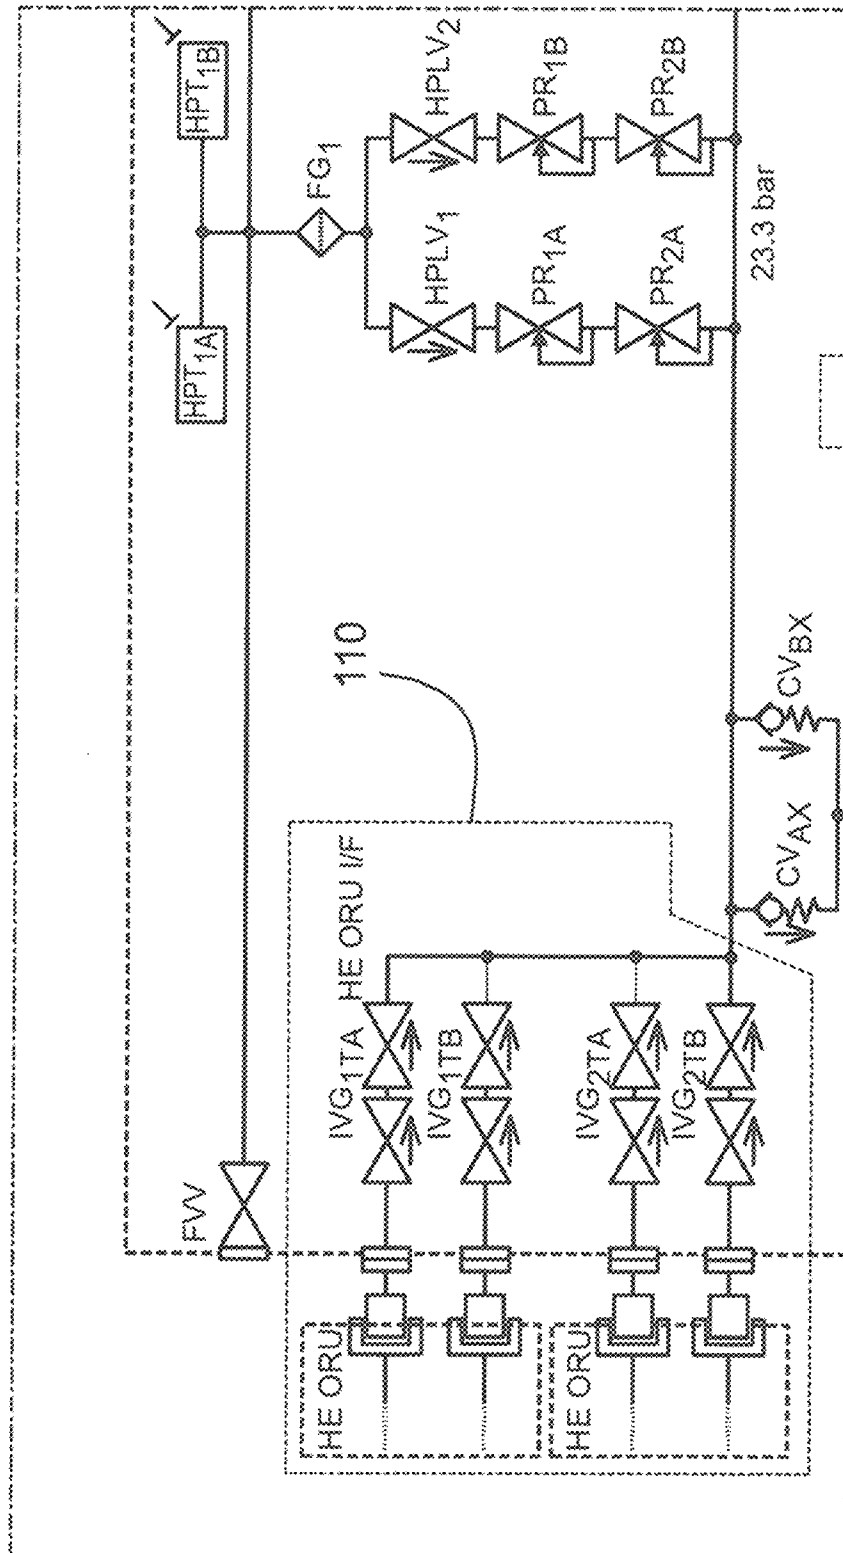 HPT1A
HPT1B
FG1
HPLV1
HPLV2
PR1A
PR1B
PR2A
PR2B
23.3 bar
FVV
110
HE ORU I/F
IVG1TA
IVG1TB
IVG2TA
IVG2TB
CVAX
CVBX
HE ORU
HE ORU